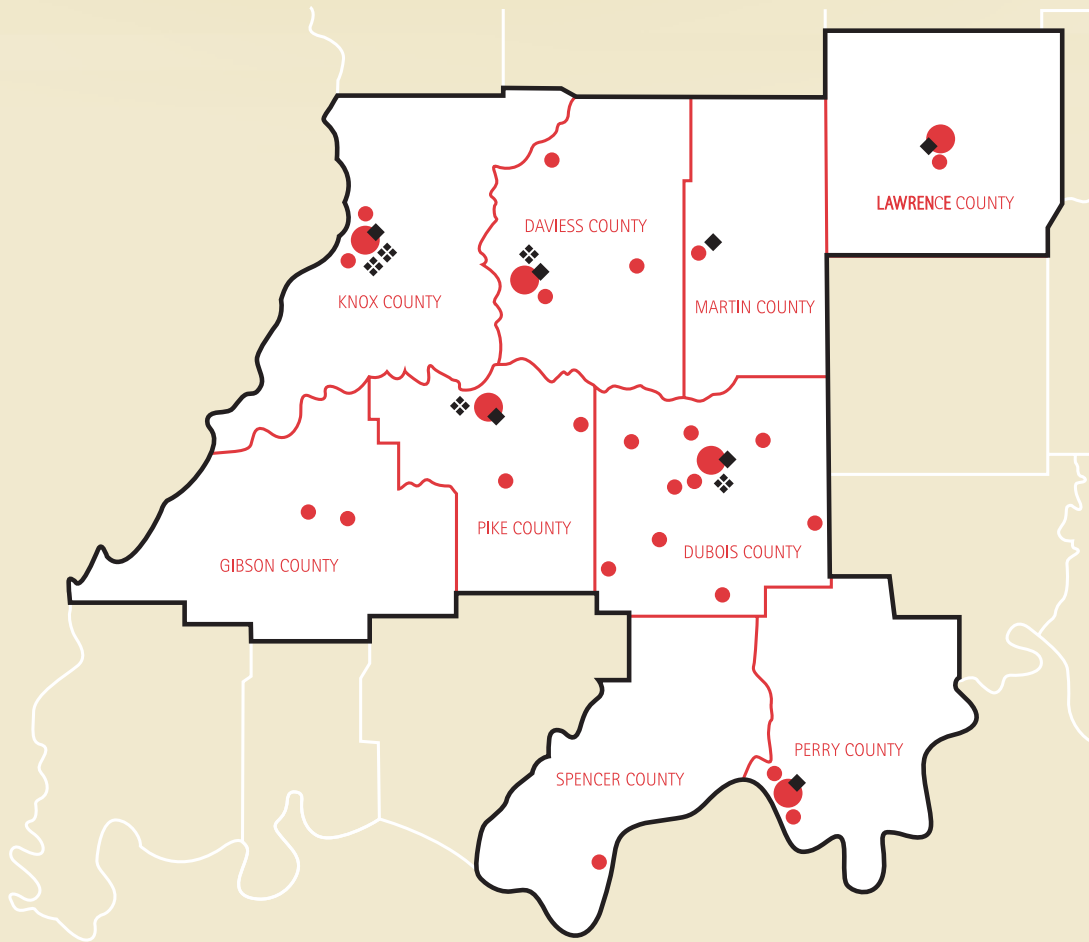 LAWRENCE COUNTY
DAVIESS COUNTY
KNOX COUNTY
MARTIN COUNTY
PIKE COUNTY
DUBOIS COUNTY
GIBSON COUNTY
PERRY COUNTY
SPENCER COUNTY